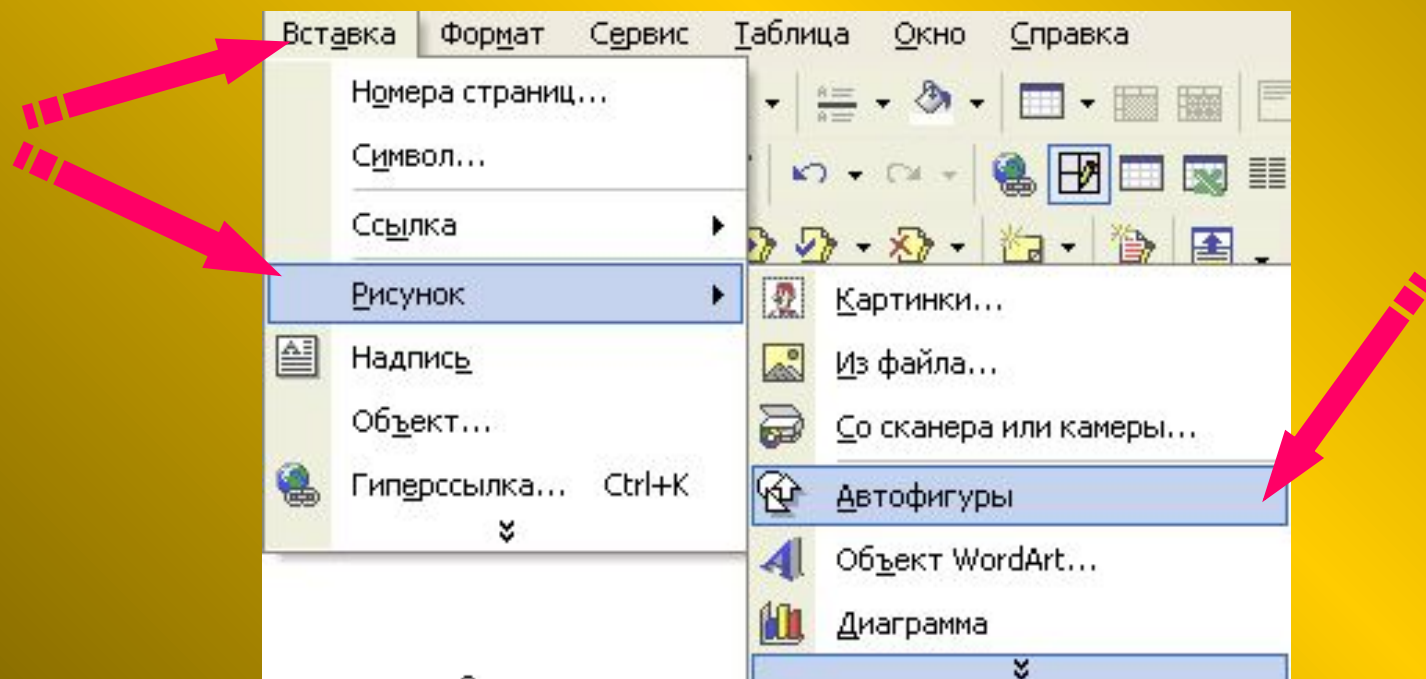 Вставка Формат Сервис Таблица Окно Справка
Номера страниц...
Символ...
Ссылка
Рисунок
Надпись
Объект...
Гиперссылка... Ctrl+K
Картинки...
Из файла...
Со сканера или камеры...
Автофигуры
Объект WordArt...
Диаграмма